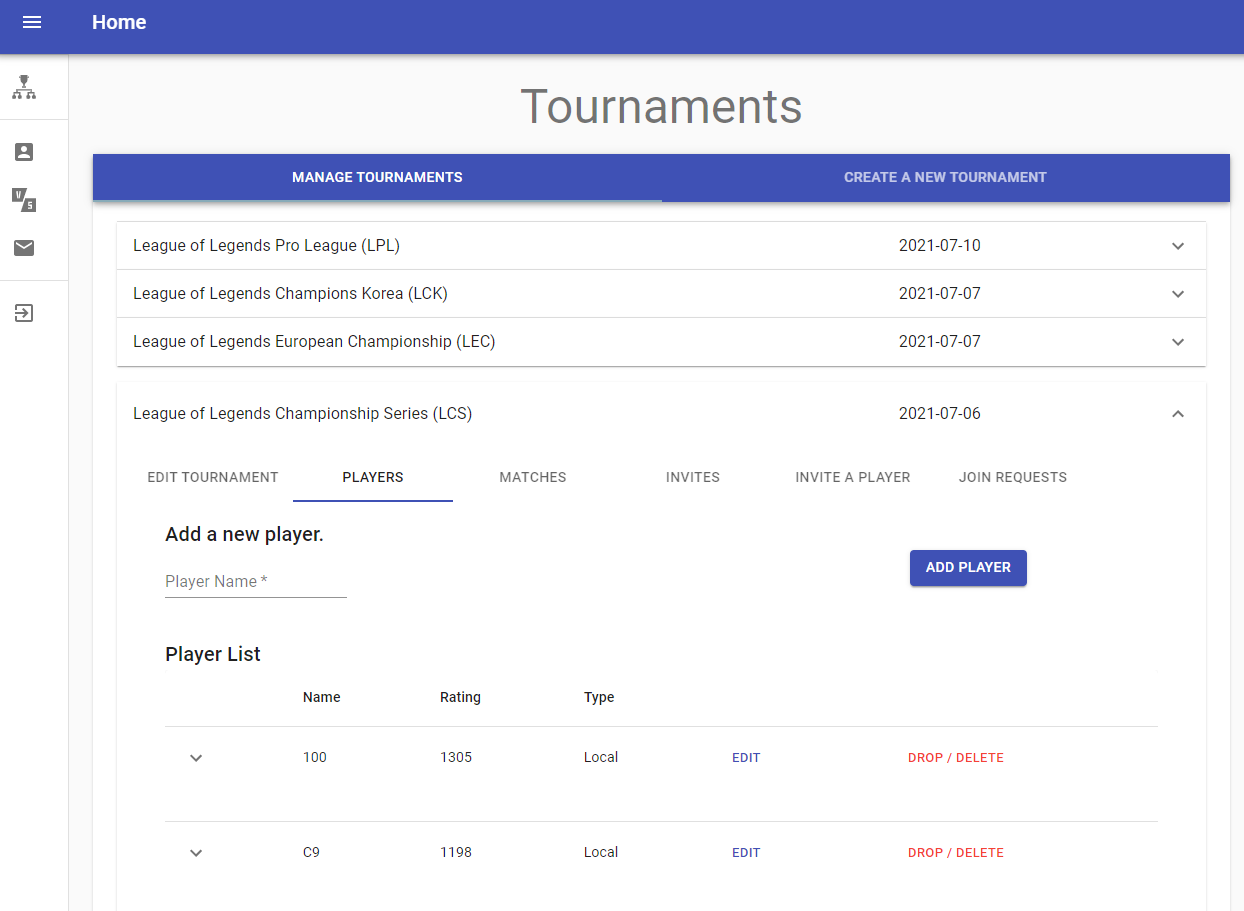 Home
V
S
Tournaments
MANAGE TOURNAMENTS CREATE A NEW TOURNAMENT
League of Legends Pro League (LPL) 2021-07-10
League of Legends Champions Korea (LCK) 2021-07-07
League of Legends European Championship (LEC) 2021-07-07
League of Legends Championship Series (LCS) 2021-07-06
EDIT TOURNAMENT PLAYERS MATCHES INVITES INVITE A PLAYER JOIN REQUESTS
Add a new player.
Player Name * ADD PLAYER
Player List
Name Rating Type
100 1305 Local EDIT DROP / DELETE
C9 1198 Local EDIT DROP / DELETE